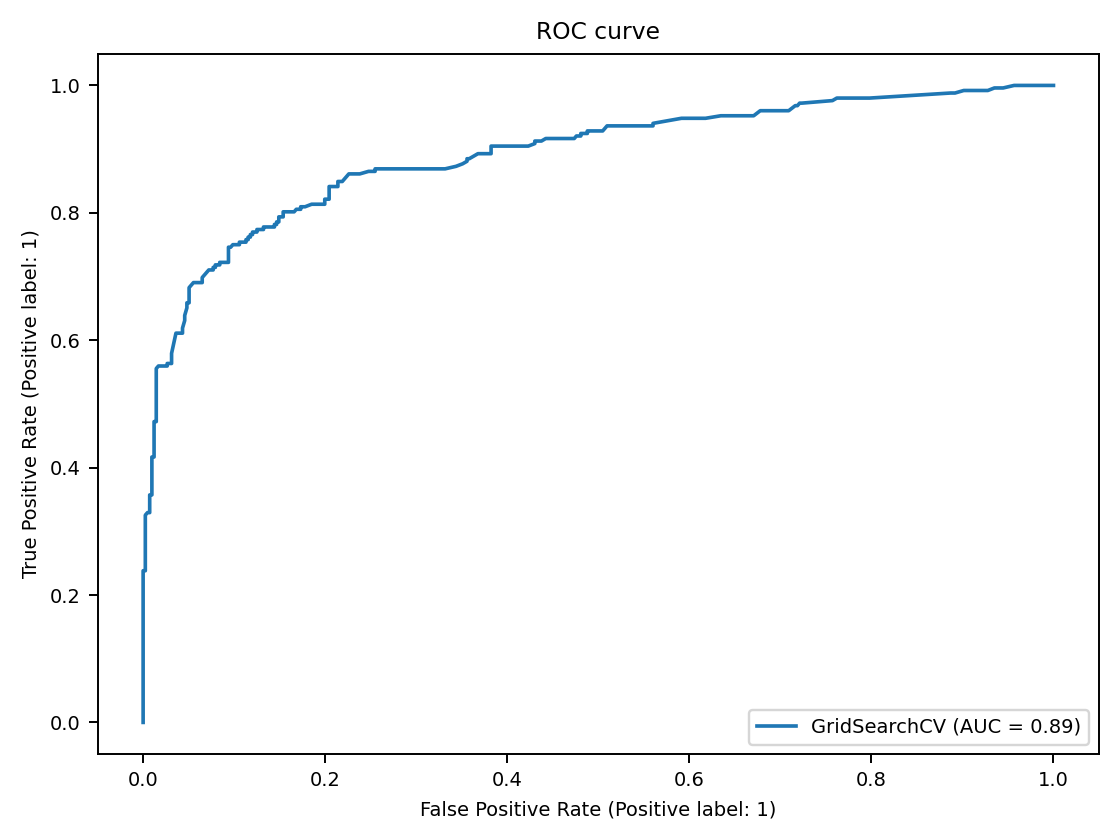 ROC curve
1.0
0.8
0.6
0.4
0.2
0.0
True Positive Rate (Positive label: 1)
GridSearchCV (AUC = 0.89)
0.0 0.2 0.4 0.6 0.8 1.0
False Positive Rate (Positive label: 1)